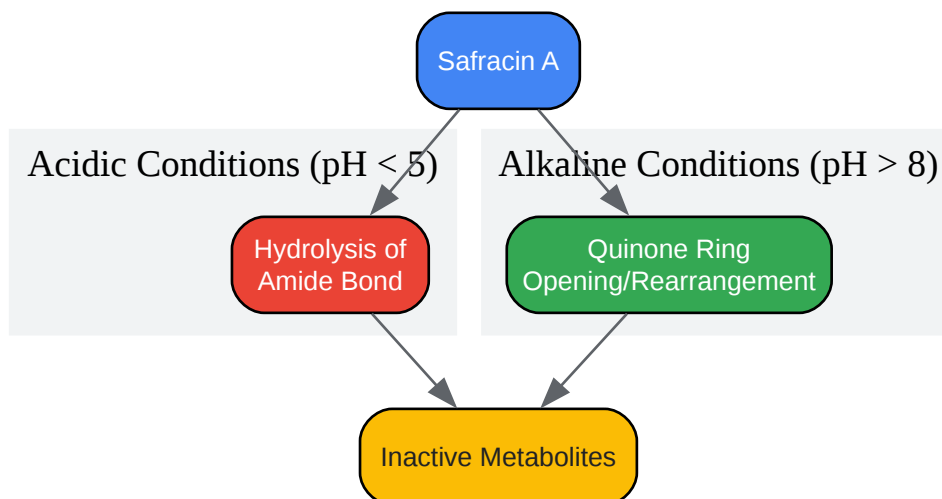 Safracin A
Acidic Conditions (pH < 5)
Alkaline Conditions (pH > 8)
Hydrolysis of
Amide Bond
Quinone Ring
Opening/Rearrangement
Inactive Metabolites